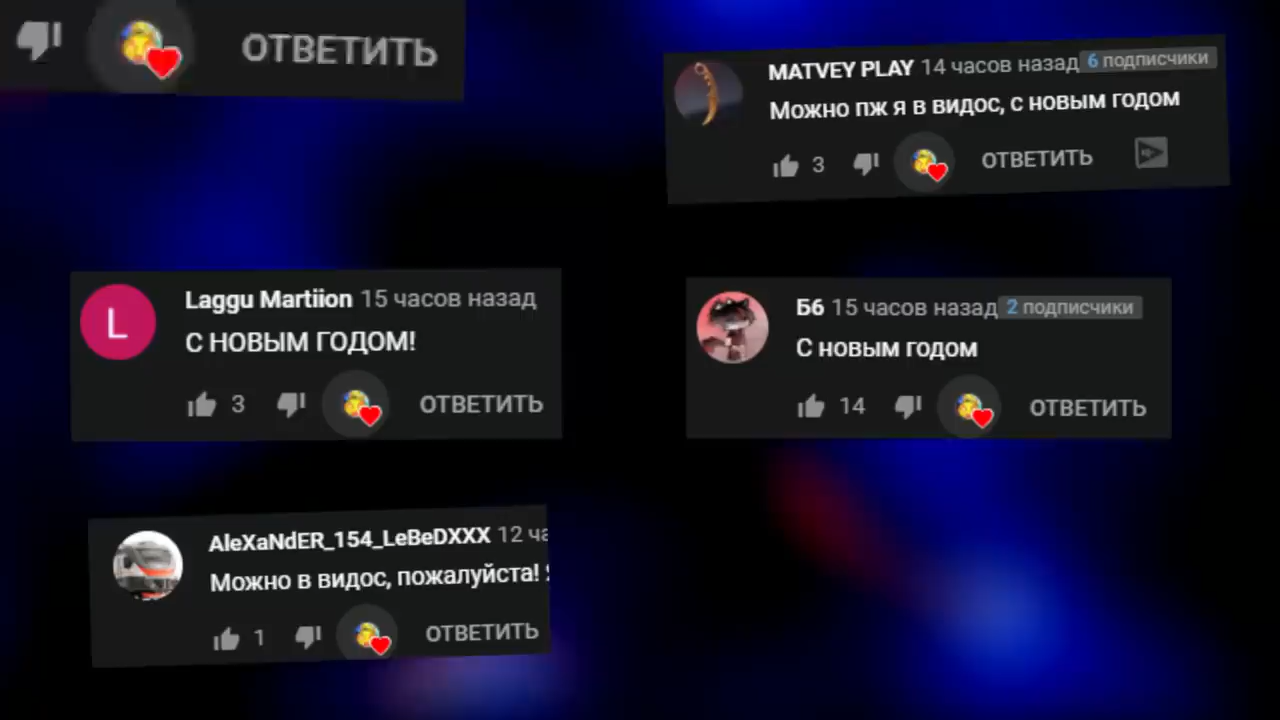 ОТВЕТИТЬ
MATVEY PLAY 14 часов назад 6 подписчики
Можно пж я в видос, с новым годом
3 ОТВЕТИТЬ
L
Laggu Martiion 15 часов назад
С НОВЫМ ГОДОМ!
3 ОТВЕТИТЬ
Б6 15 часов назад 2 подписчики
С новым годом
14 ОТВЕТИТЬ
AleXaNdER_154_LeBeDXXX 12
Можно в видос, пожалуйста!
1 ОТВЕТИТЬ